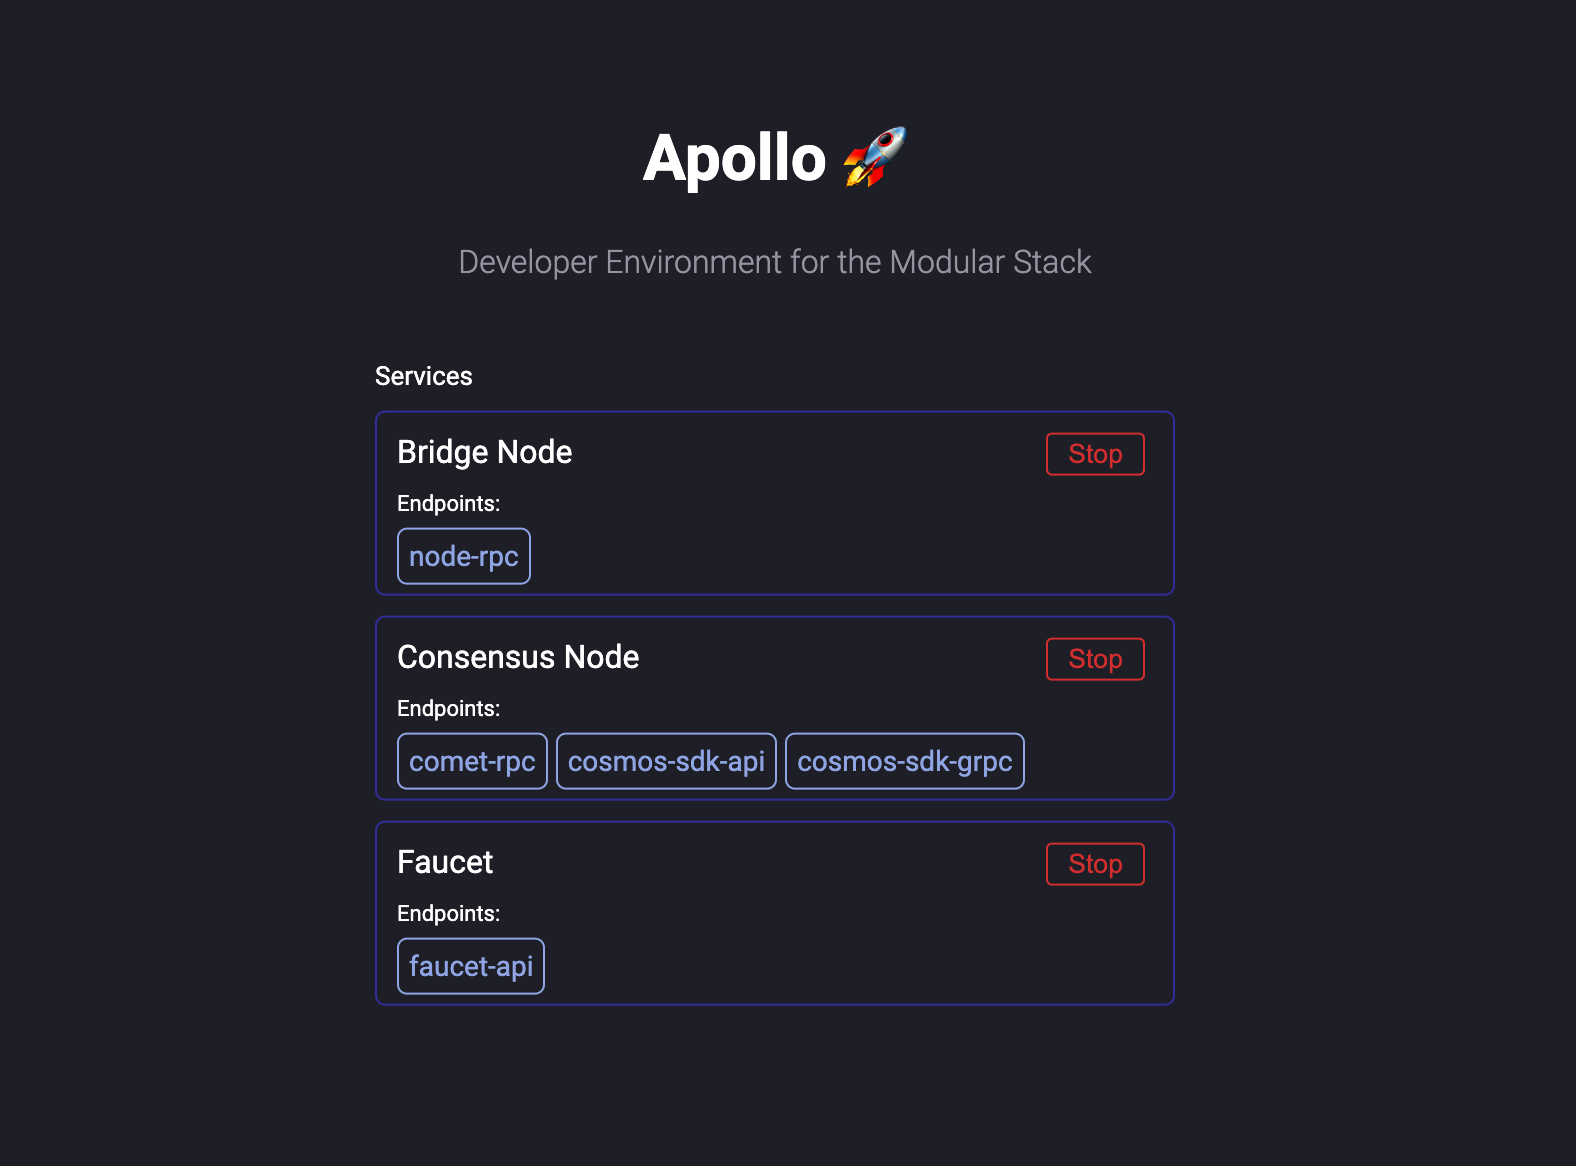 Apollo 🚀
Developer Environment for the Modular Stack
Services
Bridge Node
Stop
Endpoints:
node-rpc
Consensus Node
Stop
Endpoints:
comet-rpc cosmos-sdk-api cosmos-sdk-grpc
Faucet
Stop
Endpoints:
faucet-api